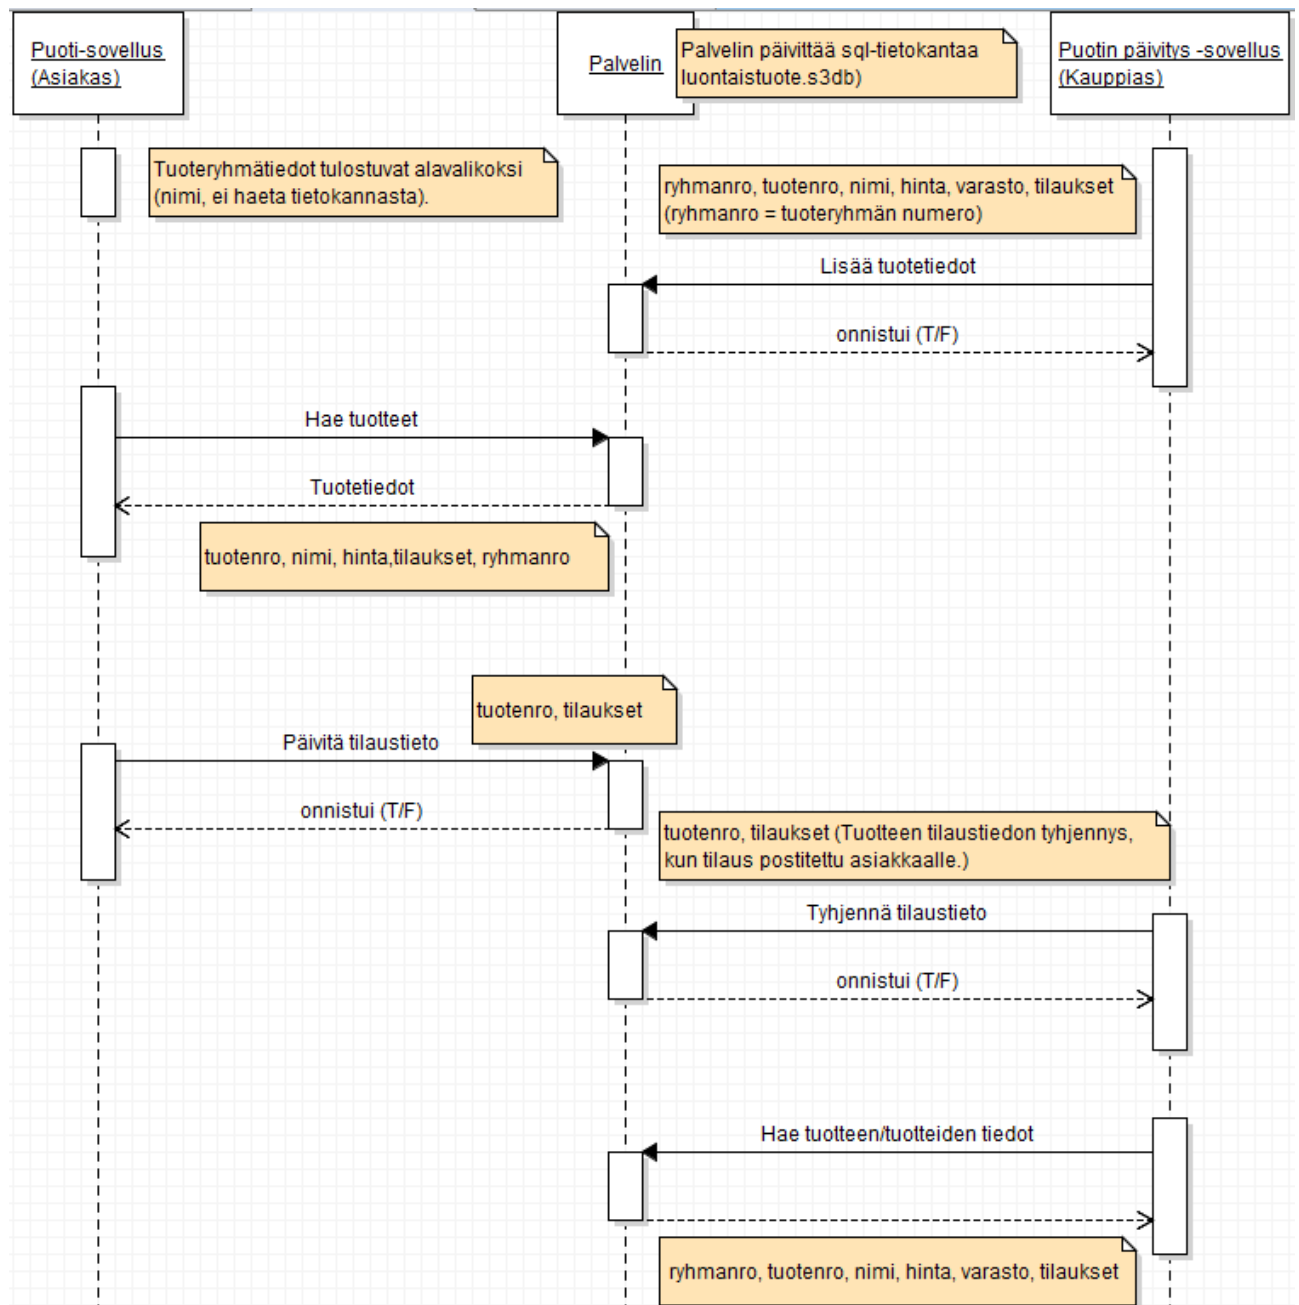 Puoti-sovellus
(Asiakas)
Palvelin
Palvelin päivittää sql-tietokantaa
luontaistuote.s3db)
Puotin päivitys -sovellus
(Kauppias)
Tuoteryhmätiedot tulostuvat alavalikoksi
(nimi, ei haeta tietokannasta).
ryhmanro, tuotenro, nimi, hinta, varasto, tilaukset
(ryhmanro = tuoteryhmän numero)
Lisää tuotetiedot
onnistui (T/F)
Hae tuotteet
Tuotetiedot
tuotenro, nimi, hinta,tilaukset, ryhmanro
tuotenro, tilaukset
Päivitä tilaustieto
onnistui (T/F)
tuotenro, tilaukset (Tuotteen tilaustiedon tyhjennys,
kun tilaus postitettu asiakkaalle.)
Tyhjennä tilaustieto
onnistui (T/F)
Hae tuotteen/tuotteiden tiedot
ryhmanro, tuotenro, nimi, hinta, varasto, tilaukset